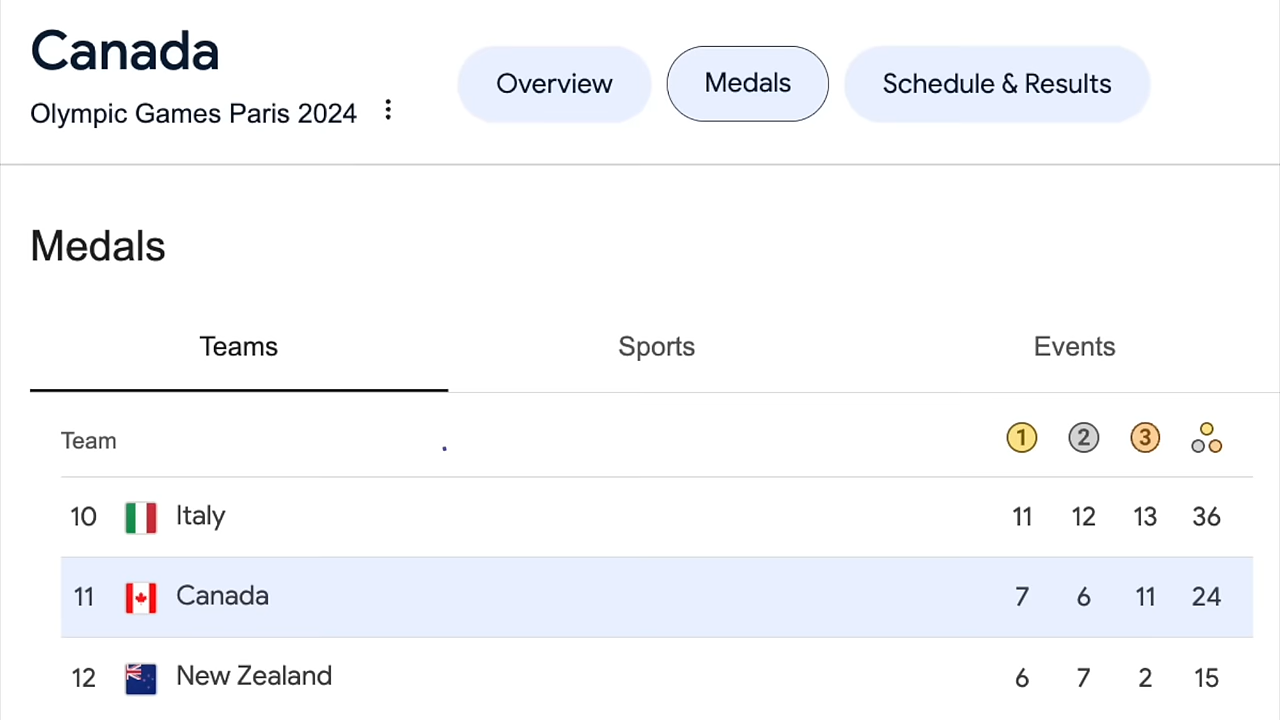 Canada
Olympic Games Paris 2024
Overview
Medals
Schedule & Results
Medals
Teams Sports Events
Team 1 2 3
10 Italy 11 12 13 36
11 Canada 7 6 11 24
12 New Zealand 6 7 2 15